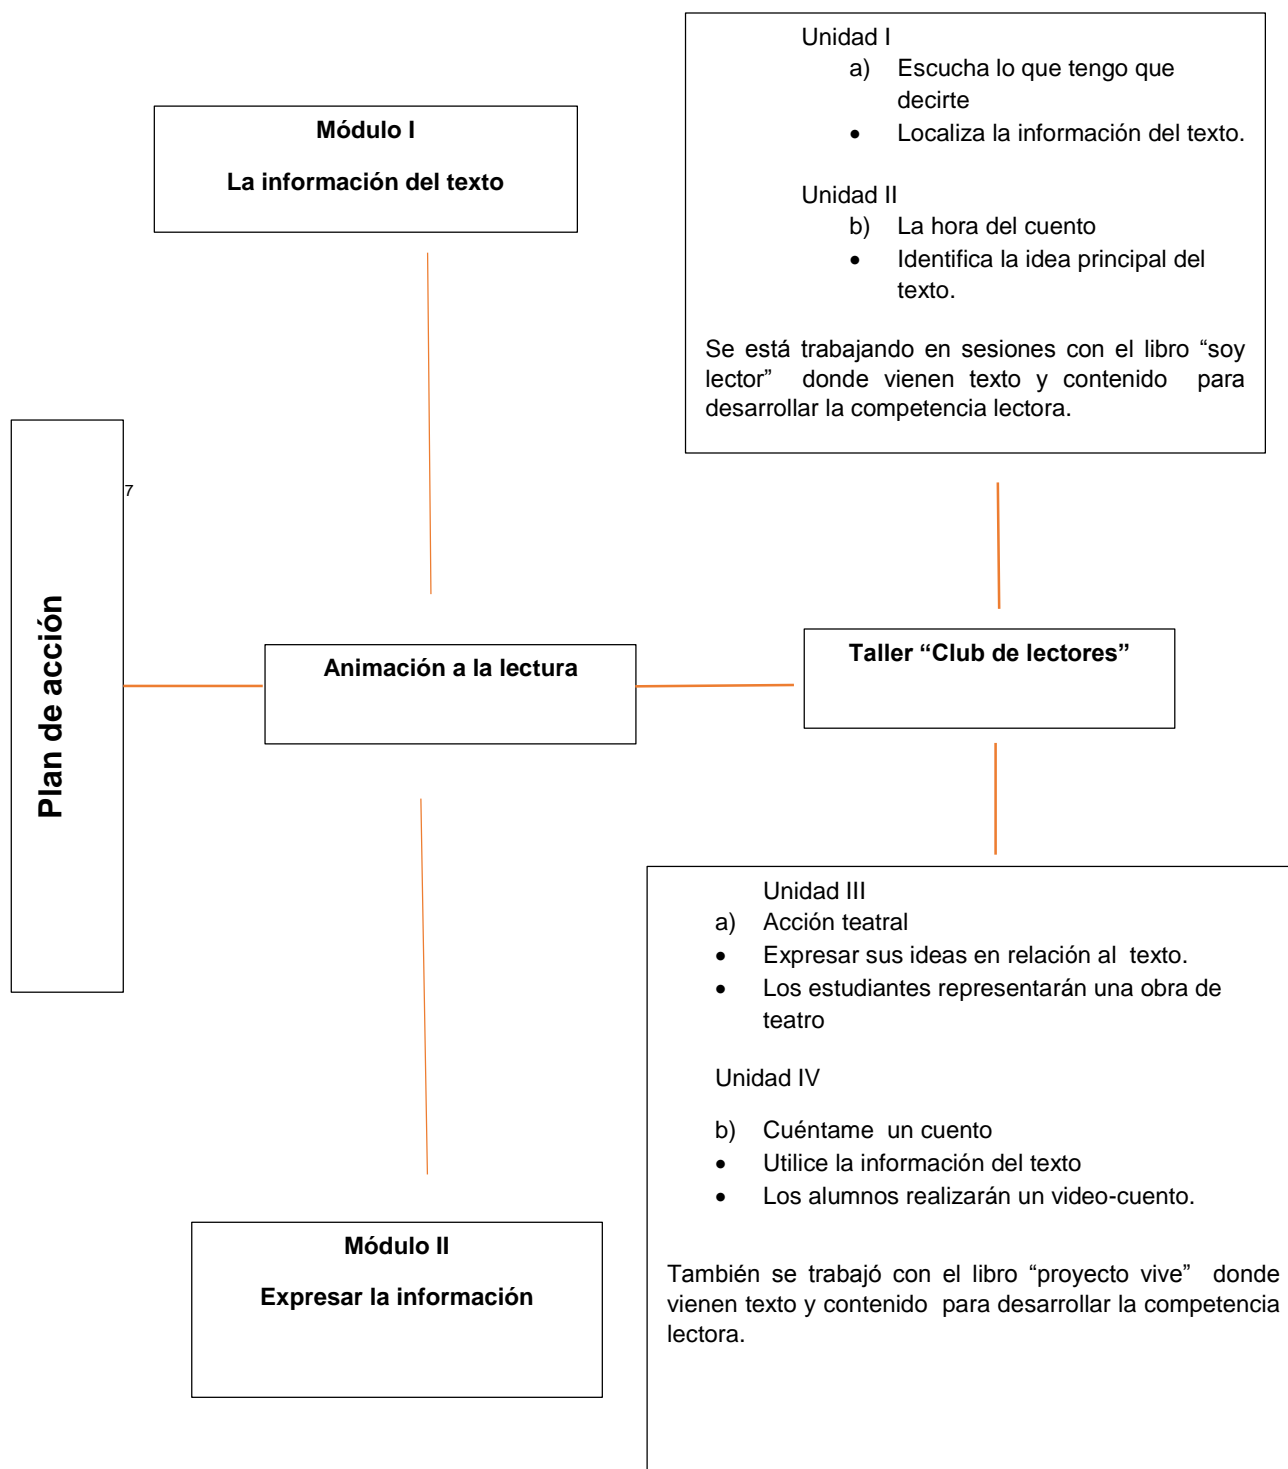 Unidad I
a) Escucha lo que tengo que
decirte
• Localiza la información del texto.
Unidad II
b) La hora del cuento
• Identifica la idea principal del
texto.
Se está trabajando en sesiones con el libro “soy
lector” donde vienen texto y contenido para
desarrollar la competencia lectora.
Módulo I
La información del texto
7
Plan de acción
Animación a la lectura
Taller “Club de lectores”
Unidad III
a) Acción teatral
• Expresar sus ideas en relación al texto.
• Los estudiantes representarán una obra de
teatro
Unidad IV
b) Cuéntame un cuento
• Utilice la información del texto
• Los alumnos realizarán un video-cuento.
También se trabajó con el libro “proyecto vive” donde
vienen texto y contenido para desarrollar la competencia
lectora.
Módulo II
Expresar la información